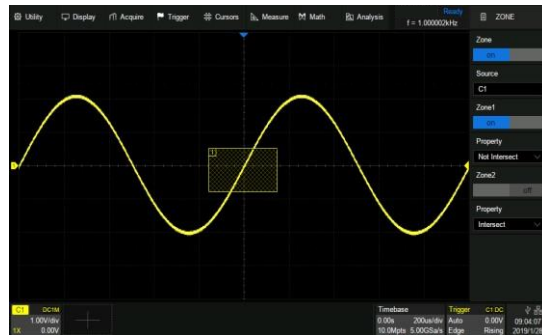 Utility Display Acquire Trigger Cursors Measure Math Analysis
Ready
f = 1.000002kHz
ZONE
Zone
on
Source
C1
Zone1
on
Property
Not Intersect
Zone2
off
Property
Intersect
1
C1 DC1M
1.00V/div
1X 0.00V
Timebase
0.00s 200us/div
10.0Mpts 5.00GSa/s
Trigger C1 DC
Auto 0.00V
Edge Rising
09:04:07
2019/1/28